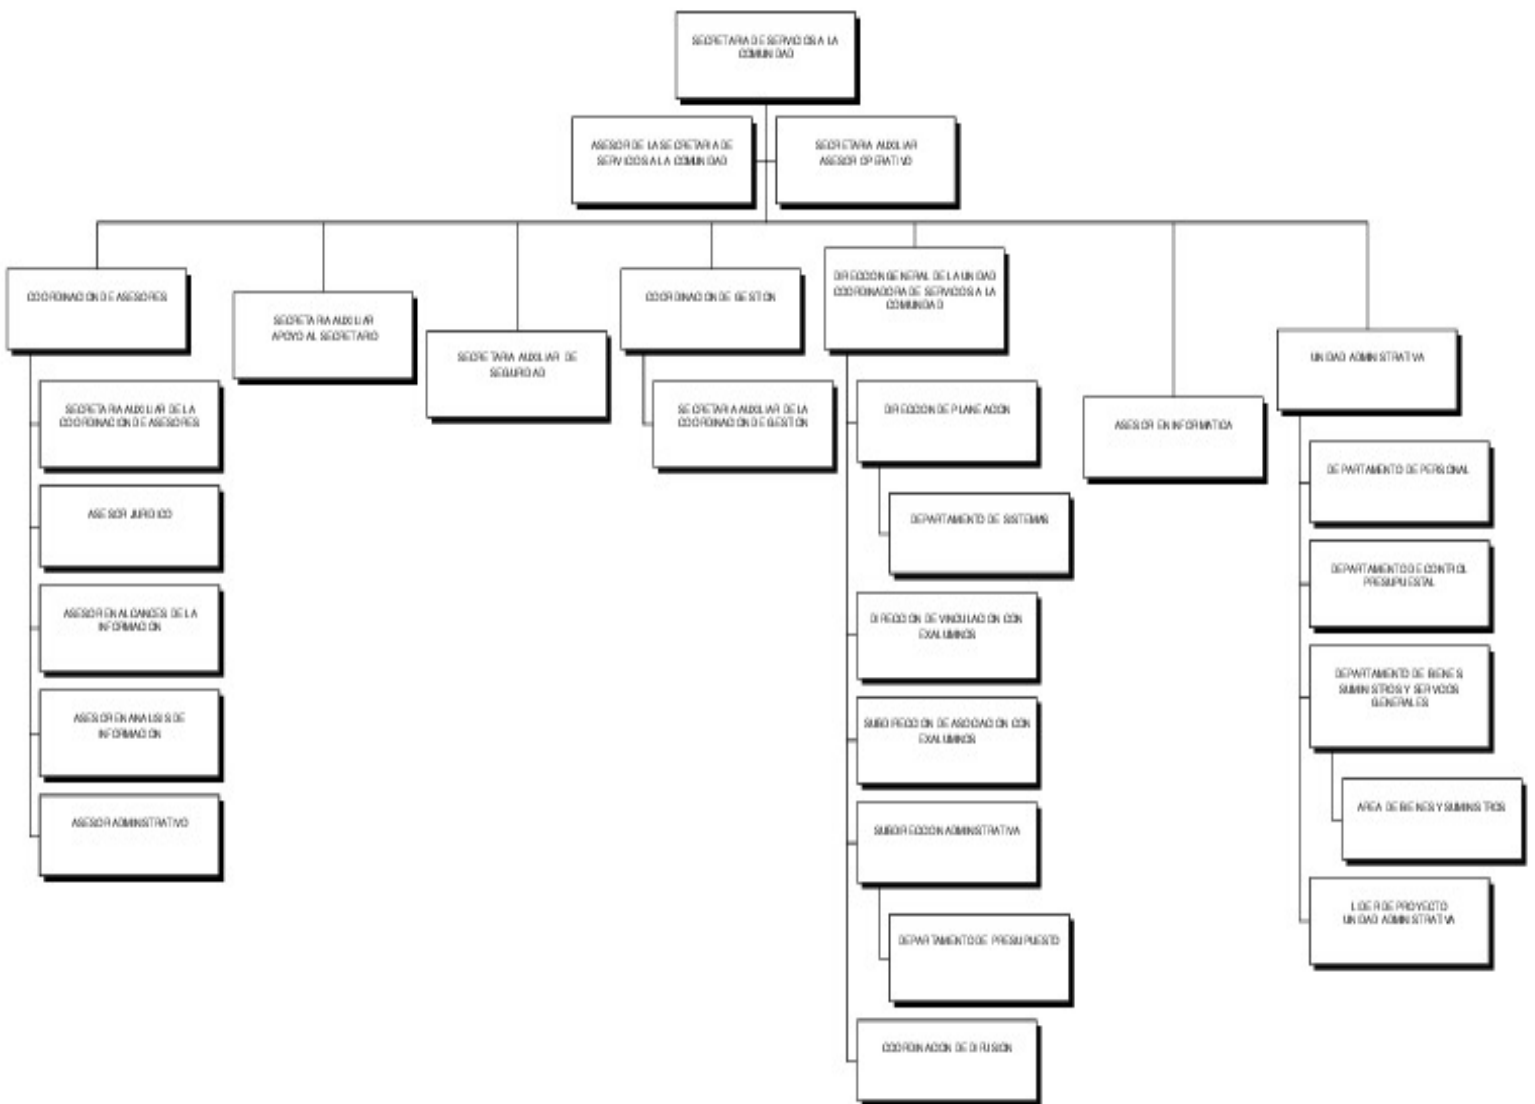 SECRETARIA DE SERVICIOS A LA
COMUNIDAD
ASESOR DE LA SECRETARIA DE
SERVICIOS A LA COMUNIDAD
SECRETARIA AUXILIAR
ASESOR OPERATIVO
COORDINACION DE ASESORES
SECRETARIA AUXILIAR DE LA
COORDINACION DE ASESORES
ASESOR JURIDICO
ASESOR EN ALCANCES DE LA
INFORMACION
ASESOR EN ANALISIS DE
INFORMACION
ASESOR ADMINISTRATIVO
SECRETARIA AUXILIAR
APOYO AL SECRETARIO
SECRETARIA AUXILIAR DE
SEGURIDAD
COORDINACION DE GESTION
SECRETARIA AUXILIAR DE LA
COORDINACION DE GESTION
DIRECCION GENERAL DE LA UNIDAD
COORDINADORA DE SERVICIOS A LA
COMUNIDAD
DIRECCION DE PLANEACION
DEPARTAMENTO DE SISTEMAS
DIRECCION DE VINCULACION CON
EXALUMNOS
SUBDIRECCION DE ASOCIACION CON
EXALUMNOS
SUBDIRECCION ADMINISTRATIVA
DEPARTAMENTO DE PRESUPUESTO
COORDINACION DE DIFUSION
ASESOR EN INFORMATICA
UNIDAD ADMINISTRATIVA
DEPARTAMENTO DE PERSONAL
DEPARTAMENTO DE CONTROL
PRESUPUESTAL
DEPARTAMENTO DE BIENES
SUMINISTROS Y SERVICIOS
GENERALES
AREA DE BIENES Y SUMINISTROS
LIDER DE PROYECTO
UNIDAD ADMINISTRATIVA